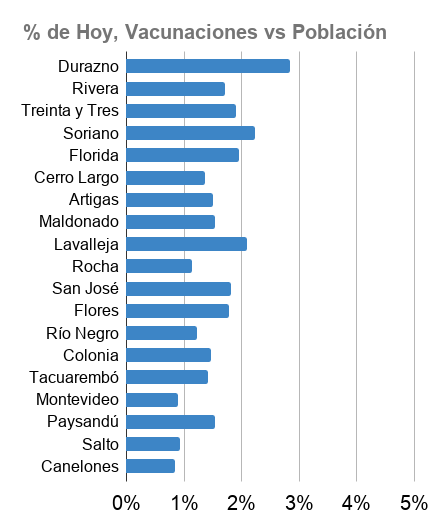 % de Hoy, Vacunaciones vs Población
Durazno
Rivera
Treinta y Tres
Soriano
Florida
Cerro Largo
Artigas
Maldonado
Lavalleja
Rocha
San José
Flores
Río Negro
Colonia
Tacuarembó
Montevideo
Paysandú
Salto
Canelones
0% 1% 2% 3% 4% 5%